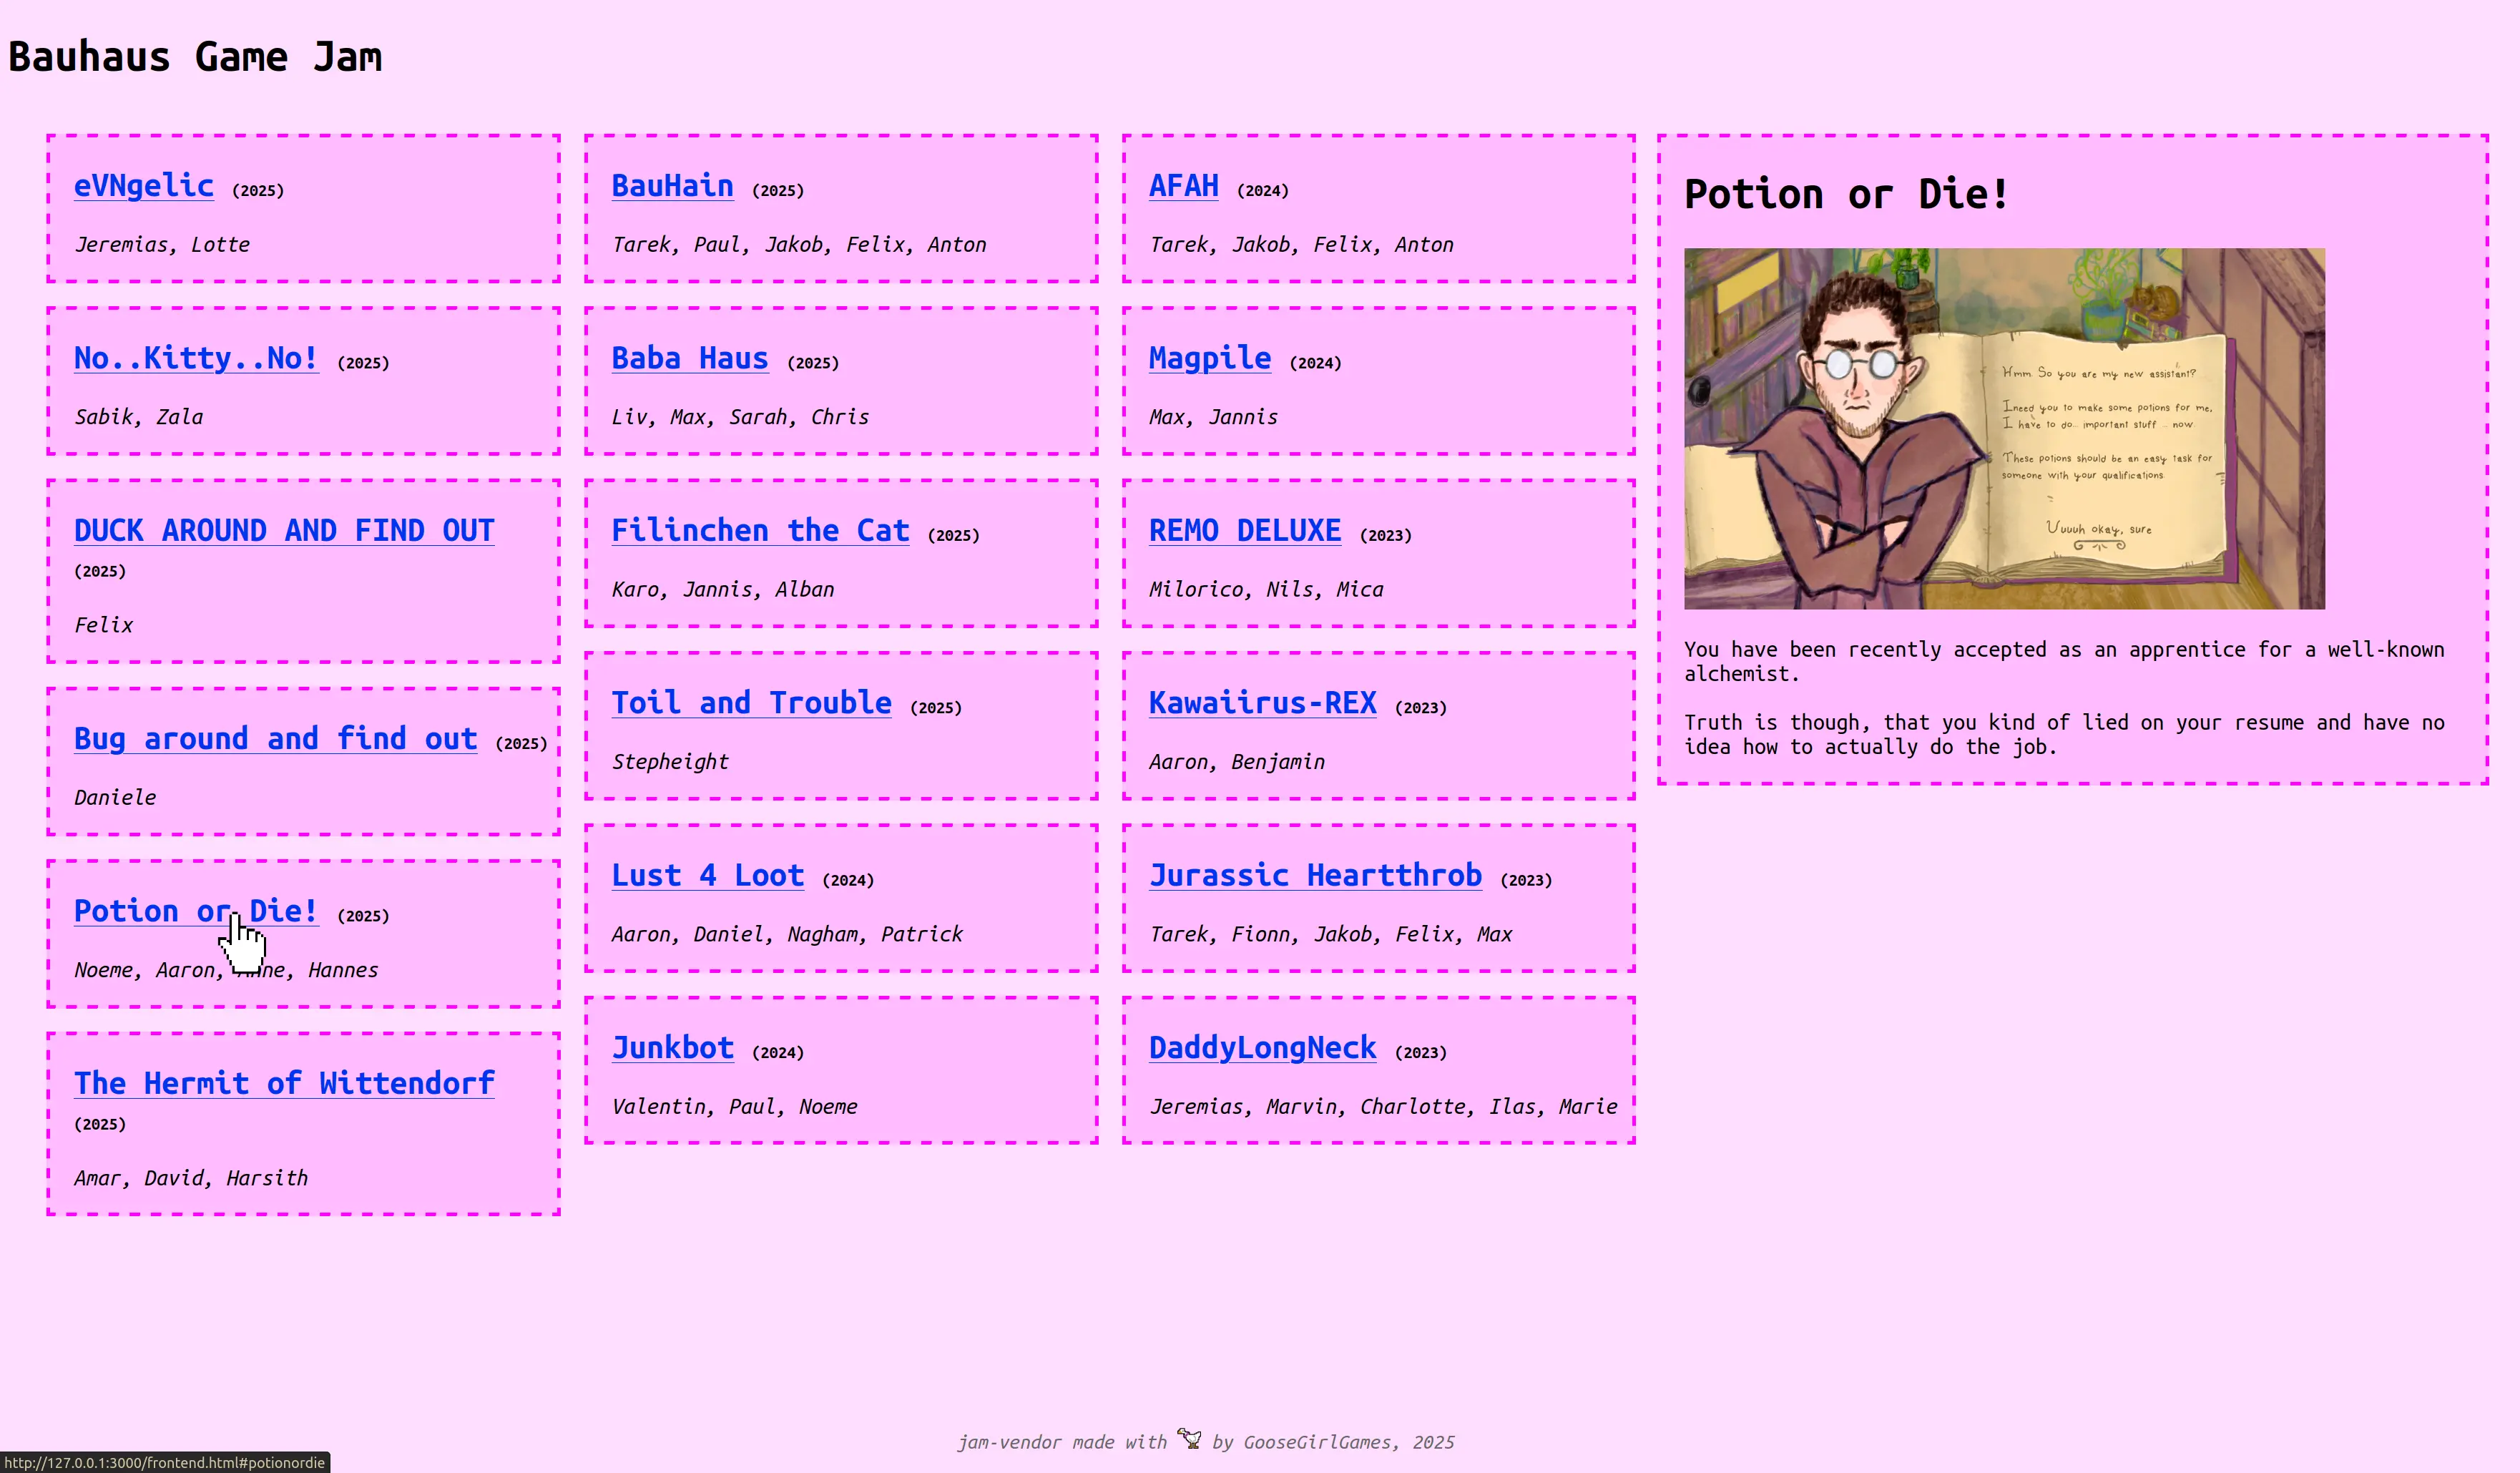 Bauhaus Game Jam
eVNgelic (2025)
Jeremias, Lotte
No..Kitty..No! (2025)
Sabik, Zala
DUCK AROUND AND FIND OUT
(2025)
Felix
Bug around and find out (2025)
Daniele
Potion or Die! (2025)
Noeme, Aaron, Hannes
The Hermit of Wittendorf
(2025)
Amar, David, Harsith
BauHain (2025)
Tarek, Paul, Jakob, Felix, Anton
Baba Haus (2025)
Liv, Max, Sarah, Chris
Filinchen the Cat (2025)
Karo, Jannis, Alban
Toil and Trouble (2025)
Stepheight
Lust 4 Loot (2024)
Aaron, Daniel, Nagham, Patrick
Junkbot (2024)
Valentin, Paul, Noeme
AFAH (2024)
Tarek, Jakob, Felix, Anton
Magpile (2024)
Max, Jannis
REMO DELUXE (2023)
Milorico, Nils, Mica
Kawaiirus-REX (2023)
Aaron, Benjamin
Jurassic Heartthrob (2023)
Tarek, Fionn, Jakob, Felix, Max
DaddyLongNeck (2023)
Jeremias, Marvin, Charlotte, Ilas, Marie
Potion or Die!
Hmm. So you are my new assistant?
I need you to make some potions for me,
I have to do... important stuff ... now
These potions should be an easy task for
someone with your qualifications.
Uuuuh okay, sure
You have been recently accepted as an apprentice for a well-known
alchemist.
Truth is though, that you kind of lied on your resume and have no
idea how to actually do the job.
jam-vendor made with by GooseGirlGames, 2025
http://127.0.0.1:3000/frontend.html#potionordie